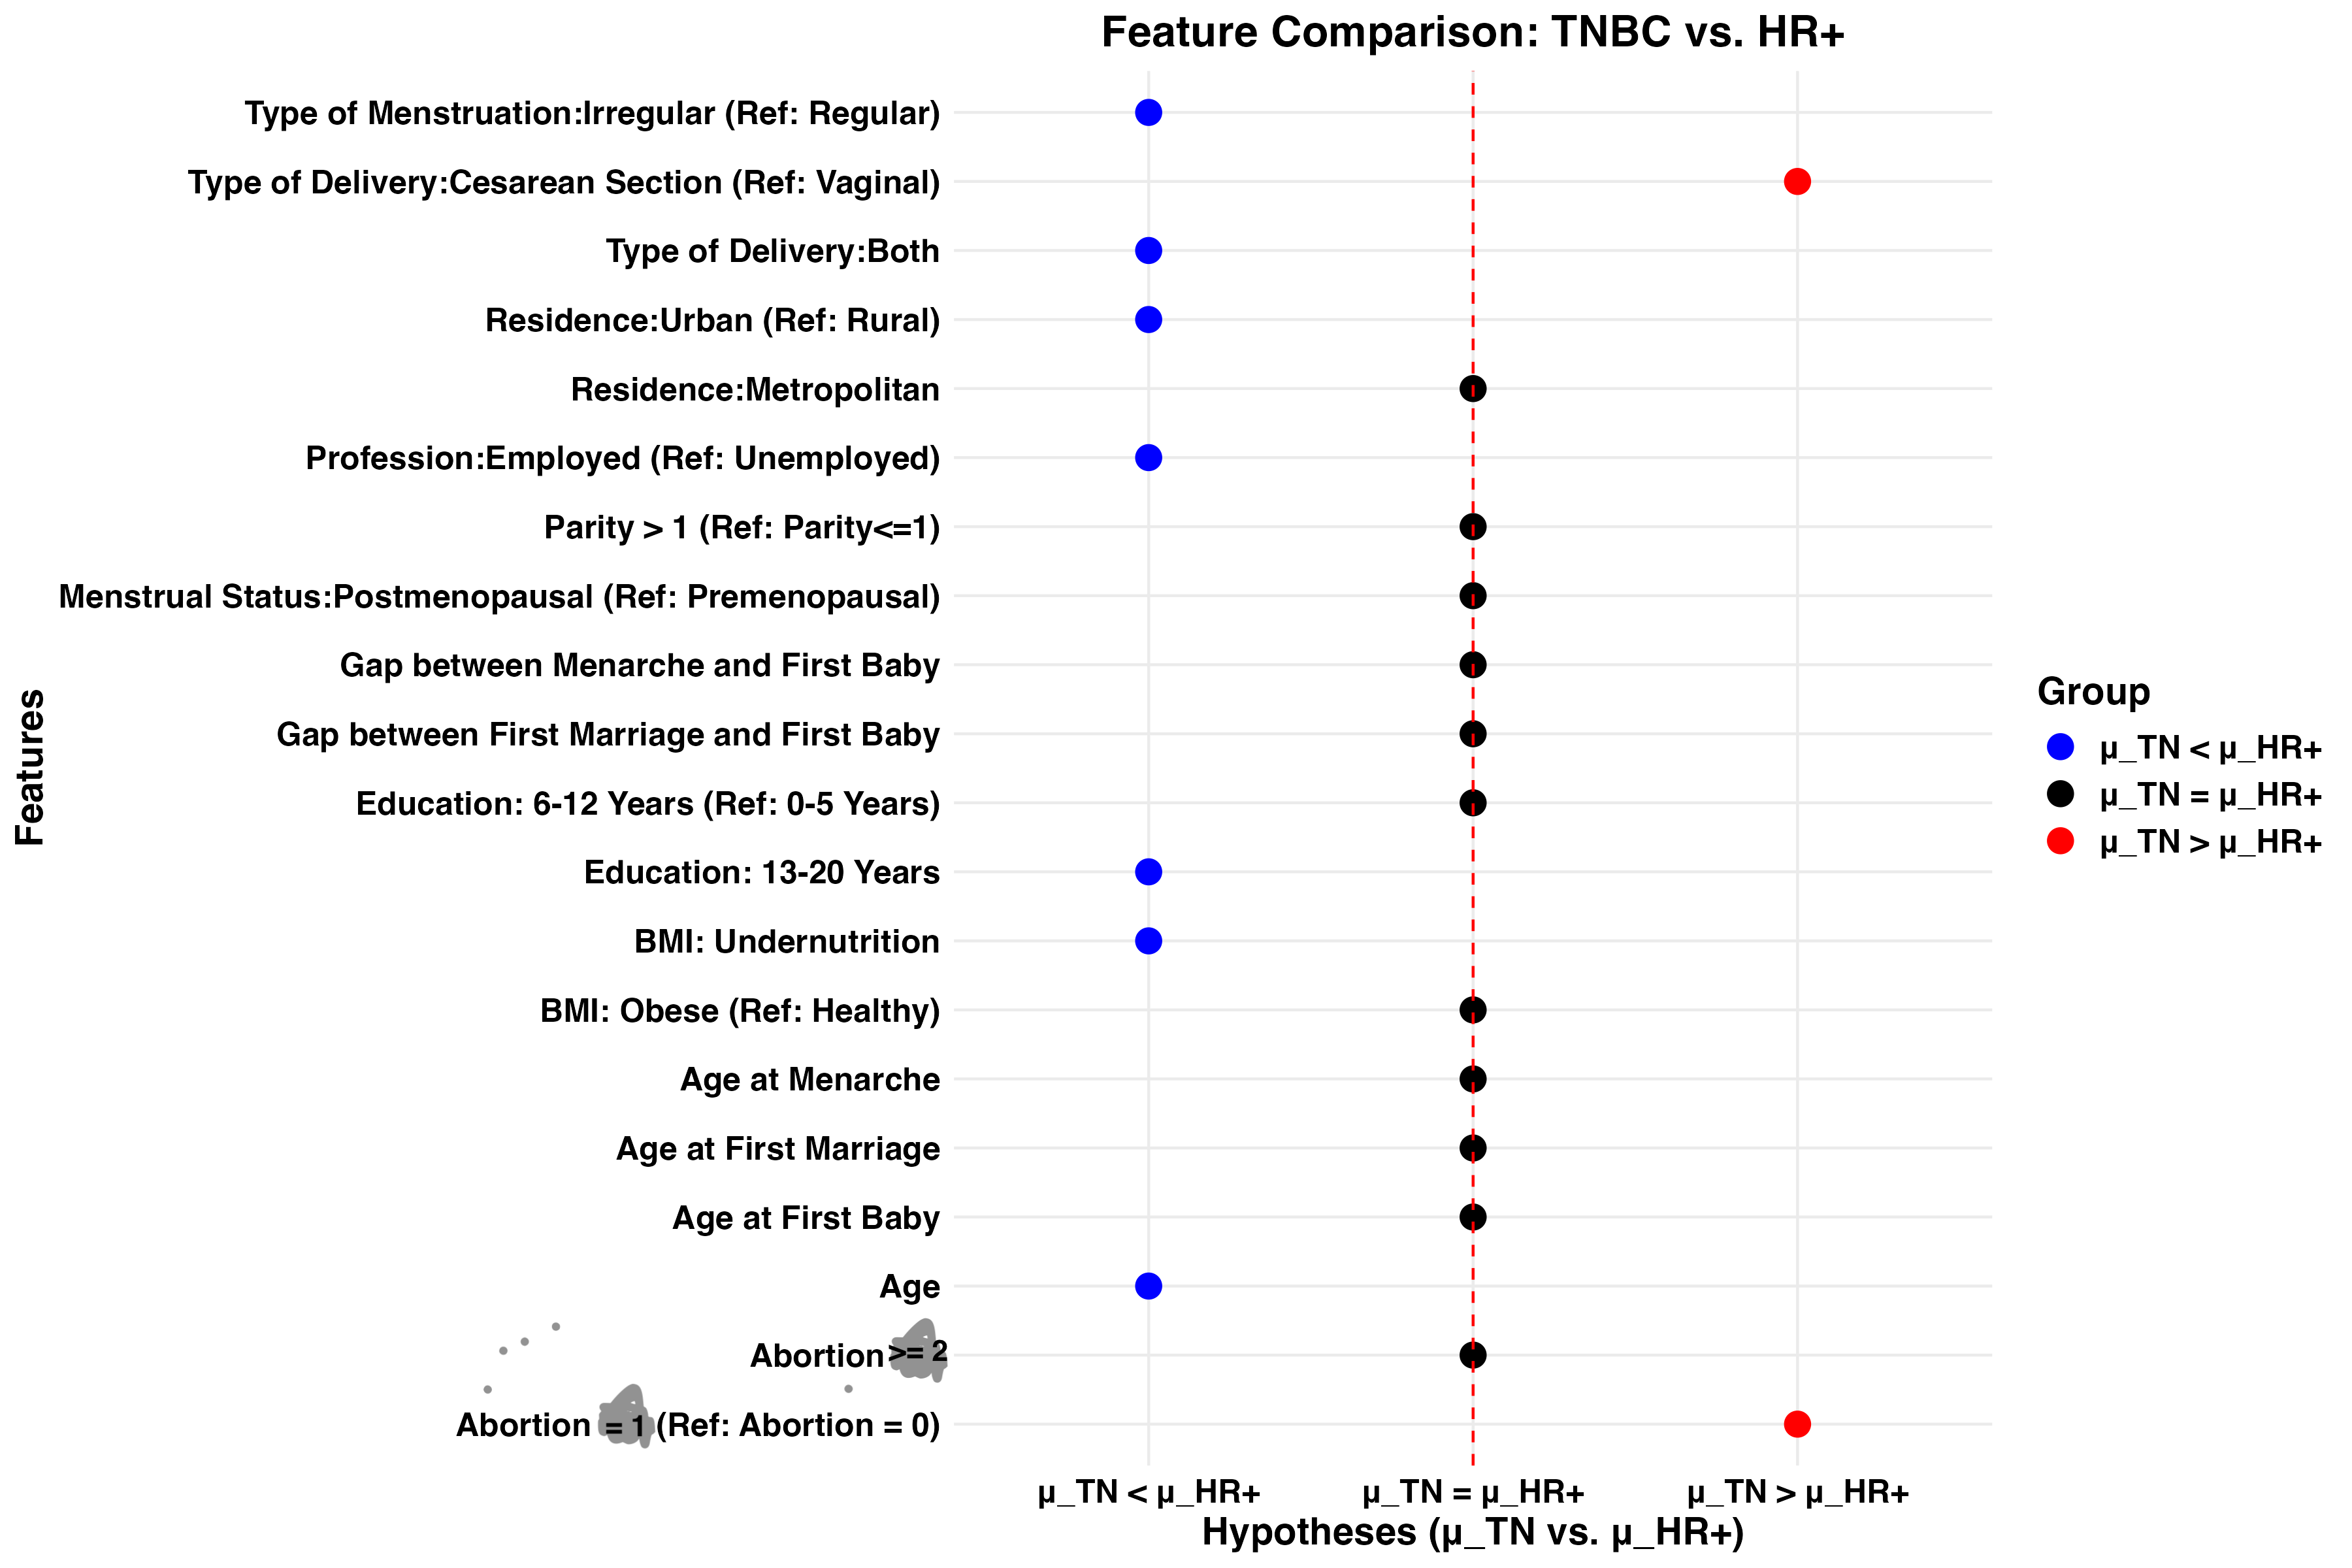 Feature Comparison: TNBC vs. HR+
Type of Menstruation:Irregular (Ref: Regular)
Type of Delivery:Cesarean Section (Ref: Vaginal)
Type of Delivery:Both
Residence:Urban (Ref: Rural)
Residence:Metropolitan
Profession:Employed (Ref: Unemployed)
Parity > 1 (Ref: Parity<=1)
Menstrual Status:Postmenopausal (Ref: Premenopausal)
Gap between Menarche and First Baby
Gap between First Marriage and First Baby
Education: 6-12 Years (Ref: 0-5 Years)
Education: 13-20 Years
BMI: Undernutrition
BMI: Obese (Ref: Healthy)
Age at Menarche
Age at First Marriage
Age at First Baby
Age
Abortion >= 2
Abortion = 1 (Ref: Abortion = 0)
Features
μ_TN < μ_HR+
μ_TN = μ_HR+
μ_TN > μ_HR+
Hypotheses (μ_TN vs. μ_HR+)
Group
μ_TN < μ_HR+
μ_TN = μ_HR+
μ_TN > μ_HR+